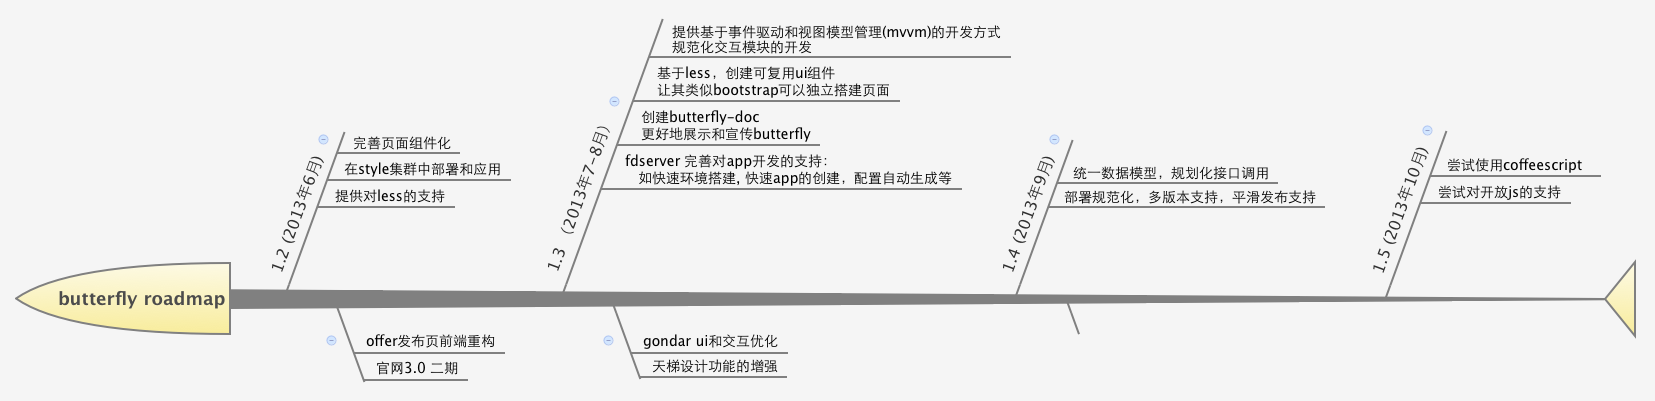 butterfly roadmap
1.2 (2013年6月)
完善页面组件化
在style集群中部署和应用
提供对less的支持
offer发布页前端重构
官网3.0 二期
1.3 （2013年7-8月）
提供基于事件驱动和视图模型管理(mvvm)的开发方式
规范化交互模块的开发
基于less，创建可复用ui组件
让其类似bootstrap可以独立搭建页面
创建butterfly-doc
更好地展示和宣传butterfly
fdserver 完善对app开发的支持：
如快速环境搭建, 快速app的创建，配置自动生成等
gondar ui和交互优化
天梯设计功能的增强
1.4 (2013年9月)
统一数据模型，规划化接口调用
部署规范化，多版本支持，平滑发布支持
1.5 (2013年10月)
尝试使用coffeescript
尝试对开放js的支持